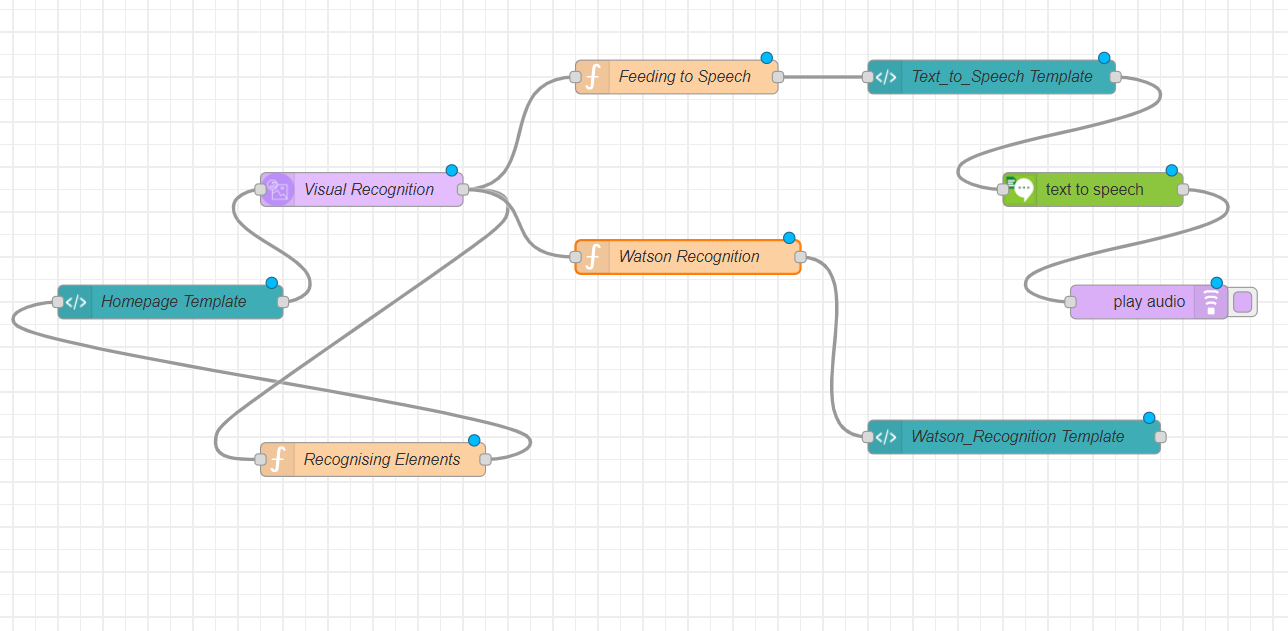 Feeding to Speech
Text_to_Speech Template
Visual Recognition
text to speech
Watson Recognition
Homepage Template
play audio
Watson_Recognition Template
Recognising Elements